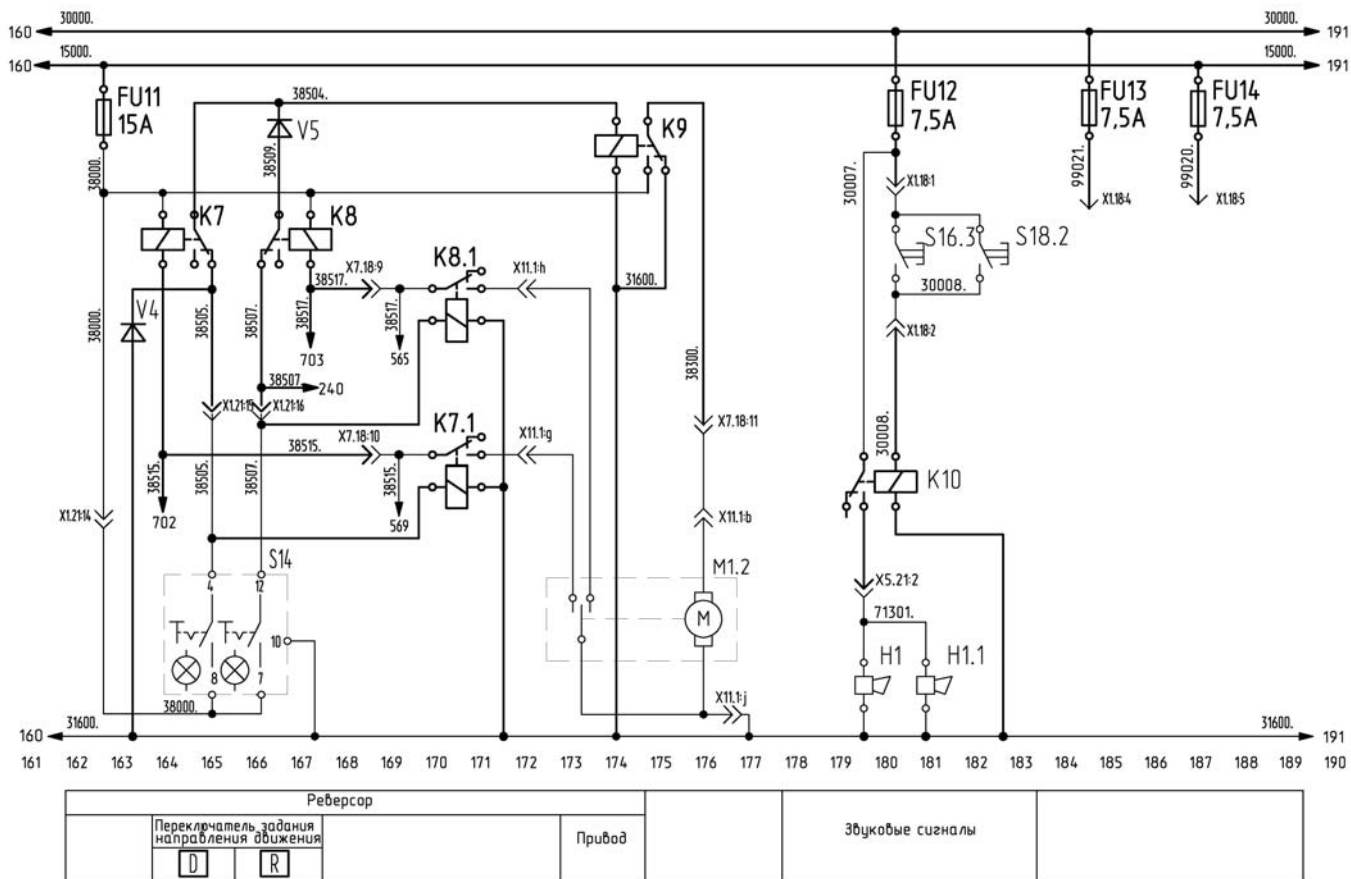 30000. 30000.
160 191
15000. 15000.
160 191
FU11
15A
38504.
V5
K9
FU12
7,5A
FU13
7,5A
FU14
7,5A
38000.
38509.
30007.
99021.
99020.
X1.18:1
X1.18:4
X1.18:5
K7
K8
S16.3
S18.2
K8.1
X7.18:9
X11.1:h
38517.
31600.
30008.
V4
38000.
38505.
38507.
38517.
38517.
X1.18:2
703
565
38300.
38507
240
X1.21:15
X1.21:16
K7.1
X7.18:10
X11.1:g
X7.18:11
38515.
30008.
38515.
38505.
38507.
38515.
K10
702
569
X1.21:14
X11.1:b
S14
M1.2
4
12
X5.21:2
M
71301.
10
H1
H1.1
8
7
38000.
X11.1:j
31600.
31600.
160 191
161 162 163 164 165 166 167 168 169 170 171 172 173 174 175 176 177 178 179 180 181 182 183 184 185 186 187 188 189 190
Реверсор
Переключатель задания
направления движения
Привод
Звуковые сигналы
D
R